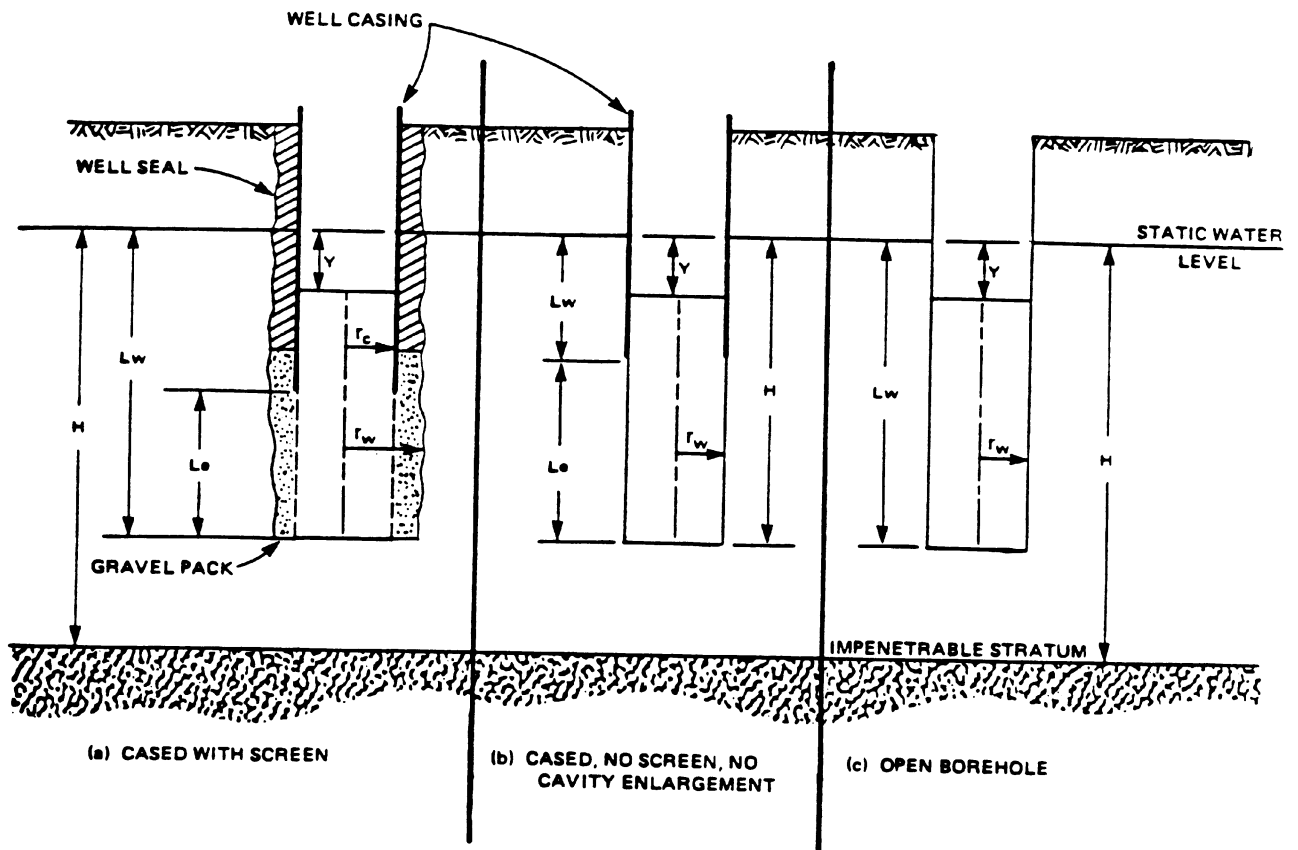 WELL CASING
WELL SEAL
STATIC WATER
LEVEL
Y
Y
Y
Lw
rc
Lw
H
Lw
H
H
rw
Le
Le
rw
rw
GRAVEL PACK
IMPENETRABLE STRATUM
(a) CASED WITH SCREEN
(b) CASED, NO SCREEN, NO
CAVITY ENLARGEMENT
(c) OPEN BOREHOLE